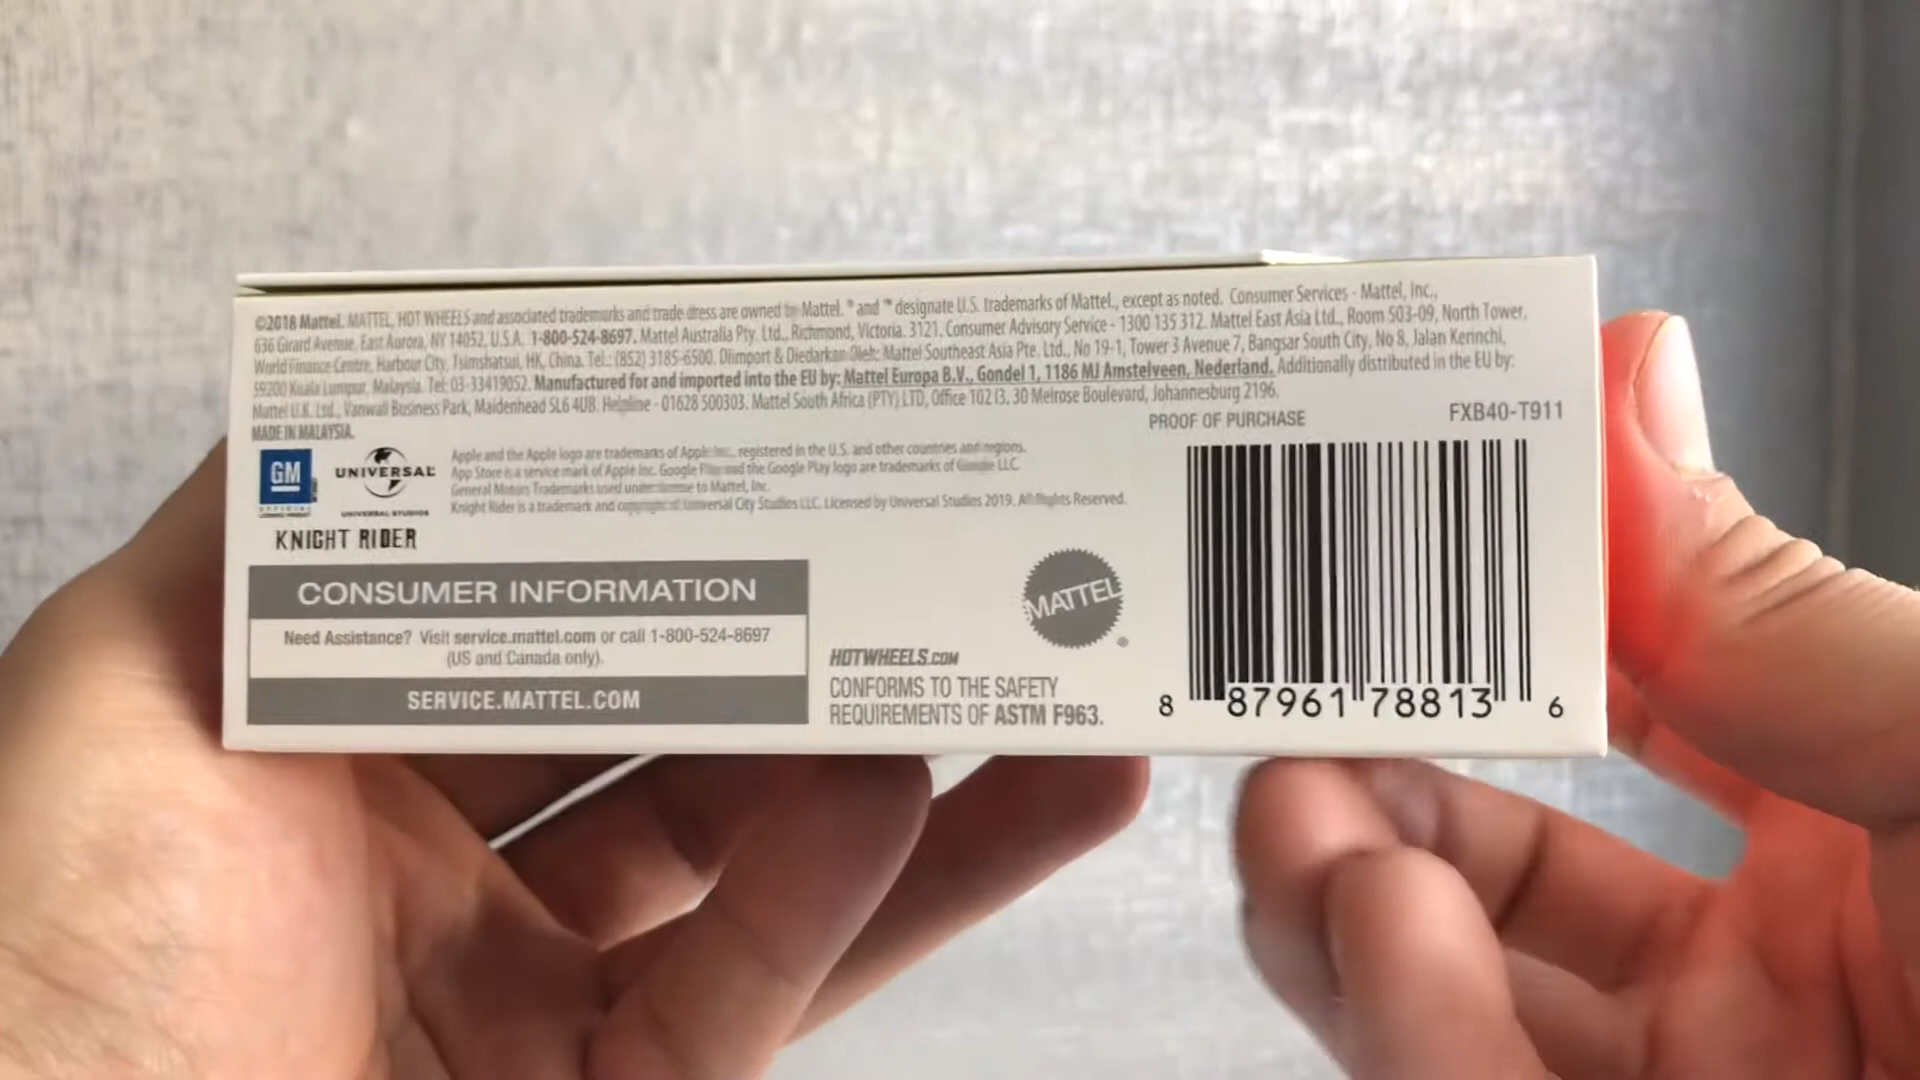 ©2018 Mattel. MATTEL, HOT WHEELS and associated trademarks and trade dress are owned by Mattel. ® and ™ designate U.S. trademarks of Mattel., except as noted. Consumer Services - Mattel, Inc.,
636 Girard Avenue, East Aurora, NY 14052, U.S.A. 1-800-524-8697. Mattel Australia Pty. Ltd., Richmond, Victoria. 3121. Consumer Advisory Service - 1300 135 312. Mattel East Asia Ltd., Room 503-09, North Tower,
World Finance Centre, Harbour City, Tsimshatsui, HK, China. Tel.: (852) 3185-6500. Diimport & Diedarkan Oleh: Mattel Southeast Asia Pte. Ltd., No 19-1, Tower 3 Avenue 7, Bangsar South City, No 8, Jalan Kerinchi,
59200 Kuala Lumpur, Malaysia. Tel: 03-33419052. Manufactured for and imported into the EU by: Mattel Europa B.V., Gondel 1, 1186 MJ Amstelveen, Nederland. Additionally distributed in the EU by:
Mattel U.K. Ltd., Vanwall Business Park, Maidenhead SL6 4UB. Helpline - 01628 500303. Mattel South Africa (PTY) LTD, Office 102 I3, 30 Melrose Boulevard, Johannesburg 2196.
MADE IN MALAYSIA.
PROOF OF PURCHASE
FXB40-T911
GM
OFFICIAL
UNIVERSAL
UNIVERSAL STUDIOS
KNIGHT RIDER
Apple and the Apple logo are trademarks of Apple registered in the U.S. and other countries and regions.
App Store is a service mark of Apple Inc. Google and the Google Play logo are trademarks of LLC.
General Motors Trademarks used under to Mattel, Inc.
Knight Rider is a trademark and Universal City Studios LLC. Licensed by Universal Studios 2019. All Rights Reserved.
CONSUMER INFORMATION
Need Assistance? Visit service.mattel.com or call 1-800-524-8697
(US and Canada only).
SERVICE.MATTEL.COM
MATTEL
®
HOTWHEELS.COM
CONFORMS TO THE SAFETY
REQUIREMENTS OF ASTM F963.
8 87961 78813 6